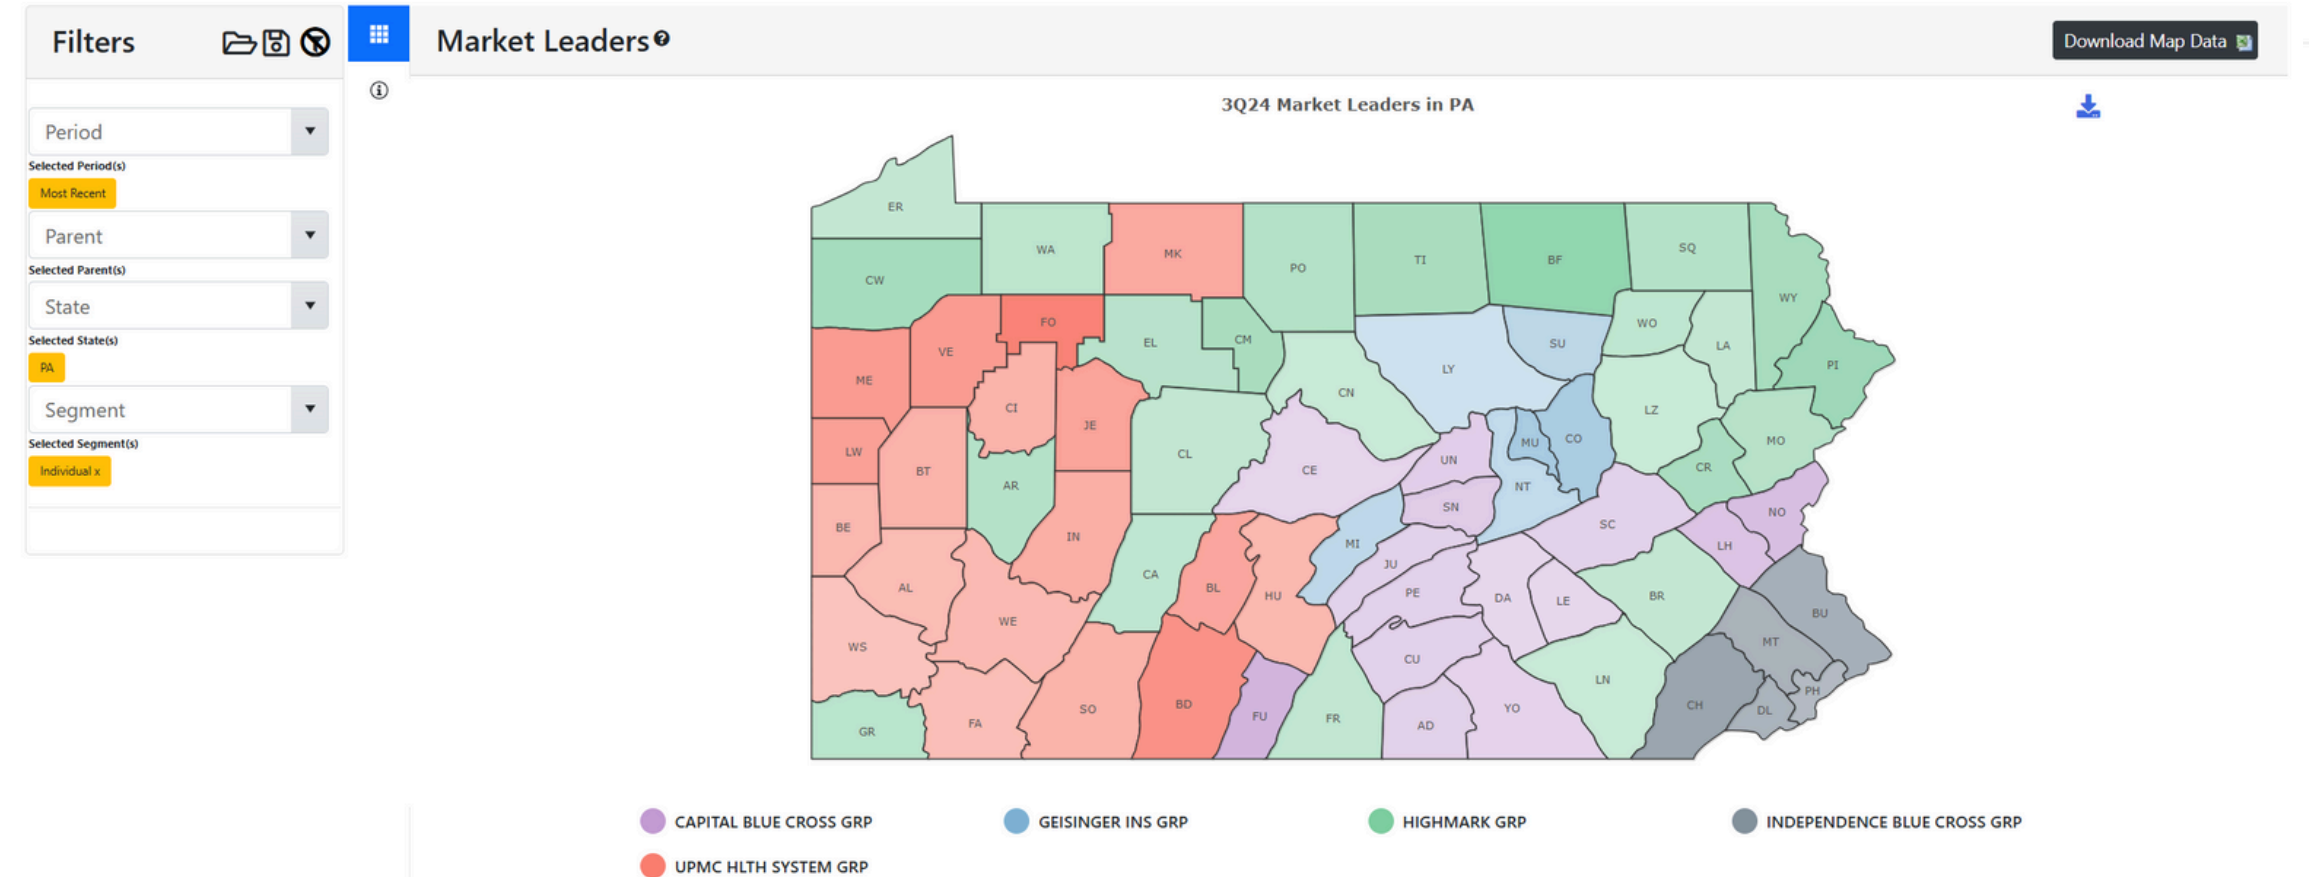 Filters
Market Leaders
Download Map Data
Period
Selected Period(s)
Most Recent
Parent
Selected Parent(s)
State
Selected State(s)
PA
Segment
Selected Segment(s)
Individual x
3Q24 Market Leaders in PA
ER
WA
MK
PO
TI
BF
SQ
CW
WY
FO
EL
CM
WO
LA
SU
VE
ME
LY
PI
CI
JE
CN
LZ
LW
BT
MU
CO
MO
AR
CL
CE
UN
CR
NT
BE
SN
SC
NO
IN
MI
LH
AL
CA
BL
HU
JU
PE
DA
LE
BR
BU
WE
WS
CU
MT
LN
PH
GR
FA
SO
BD
FU
FR
AD
YO
CH
DL
CAPITAL BLUE CROSS GRP
GEISINGER INS GRP
HIGHMARK GRP
INDEPENDENCE BLUE CROSS GRP
UPMC HLTH SYSTEM GRP